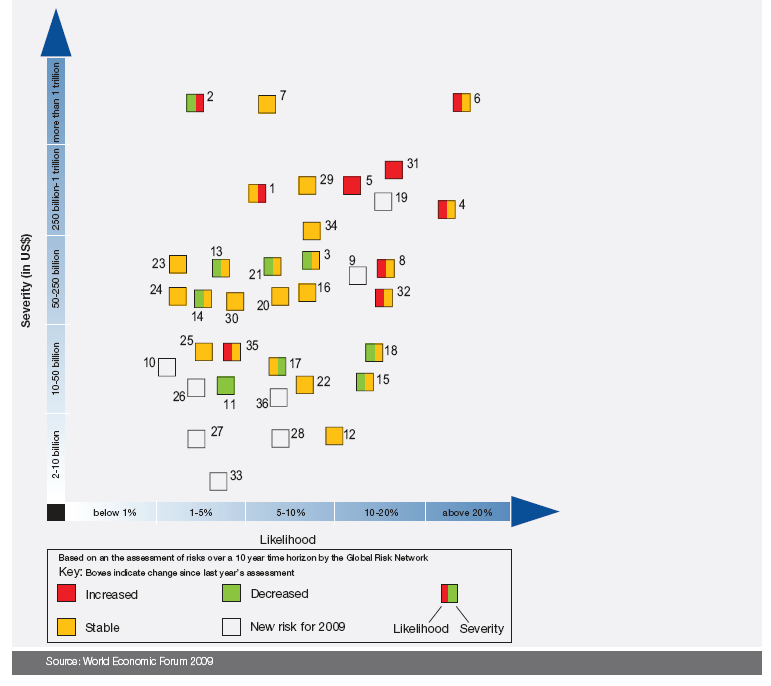 Severity (in US$)
more than 1 trillion
250 billion-1 trillion
50-250 billion
10-50 billion
2-10 billion
2
7
6
31
29
5
1
19
4
34
13
3
23
9
8
21
24
16
32
20
14
30
25
35
18
10
17
15
22
26
11
36
27
28
12
33
below 1%
1-5%
5-10%
10-20%
above 20%
Likelihood
Based on an the assessment of risks over a 10 year time horizon by the Global Risk Network
Key: Boxes indicate change since last year's assessment
Increased
Decreased
Stable
New risk for 2009
Likelihood
Severity
Source: World Economic Forum 2009